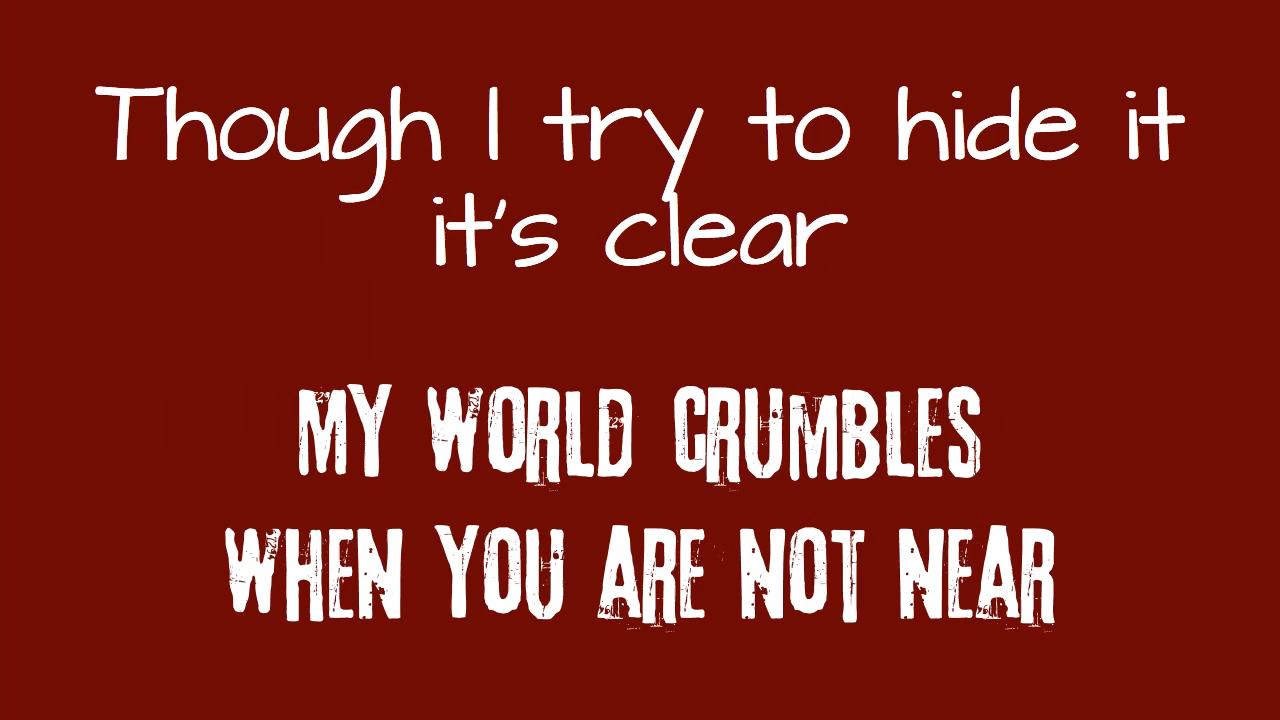 Though I try to hide it
it's clear
MY WORLD CRUMBLES
WHEN YOU ARE NOT NEAR